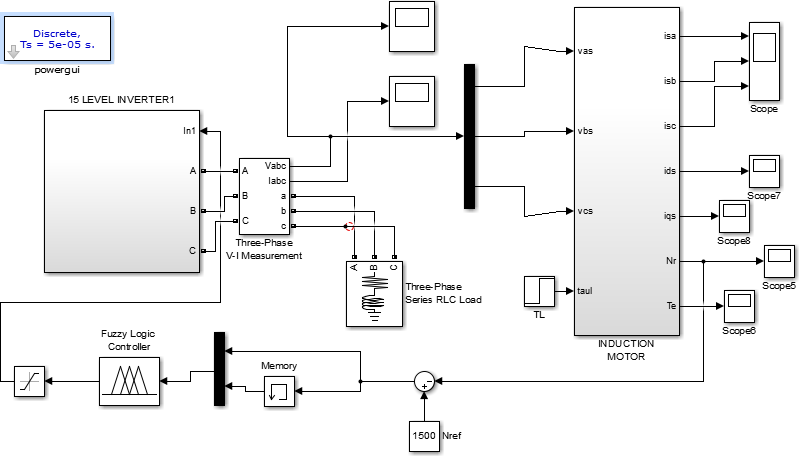 Discrete,
Ts = 5e-05 s.
powergui
15 LEVEL INVERTER1
In1
A
B
C
A
B
C
Vabc
Iabc
a
b
c
Three-Phase
V-I Measurement
A
B
C
Three-Phase
Series RLC Load
vas
vbs
vcs
taul
TL
isa
isb
isc
ids
iqs
Nr
Te
INDUCTION
MOTOR
Scope
Scope7
Scope8
Scope5
Scope6
Fuzzy Logic
Controller
Memory
+
-
1500
Nref